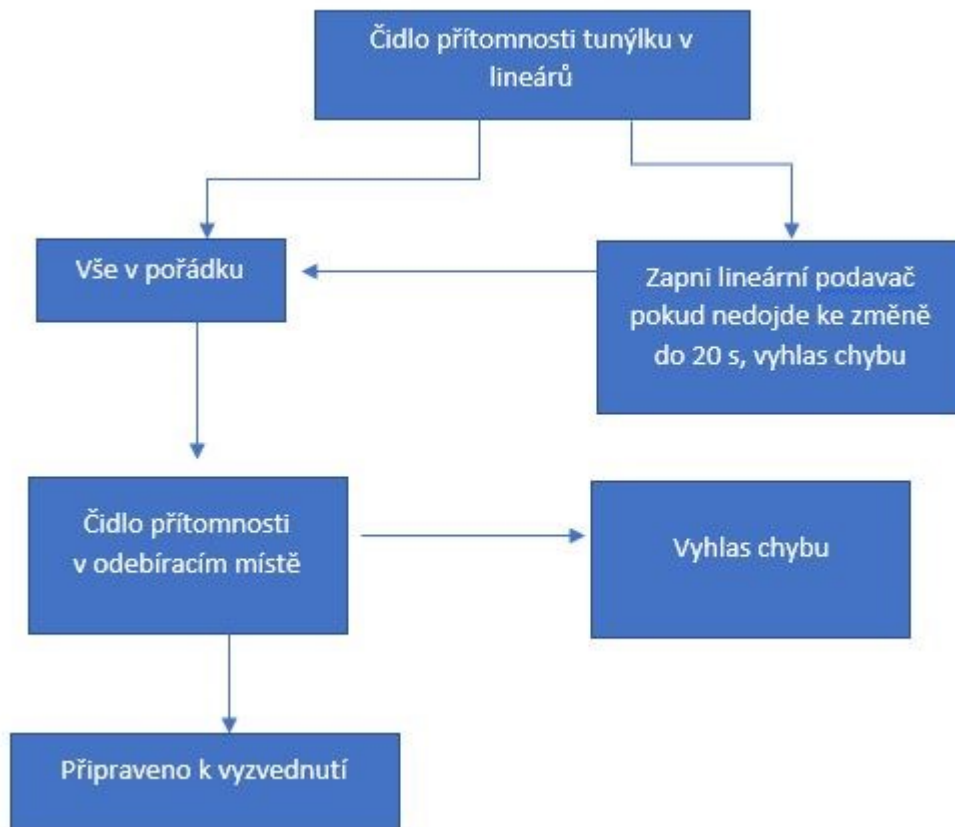 Čidlo přítomnosti tunýlku v
lineárů
Vše v pořádku
Zapni lineární podavač
pokud nedojde ke změně
do 20 s, vyhlas chybu
Čidlo přítomnosti
v odebíracím místě
Vyhlas chybu
Připraveno k vyzvednutí